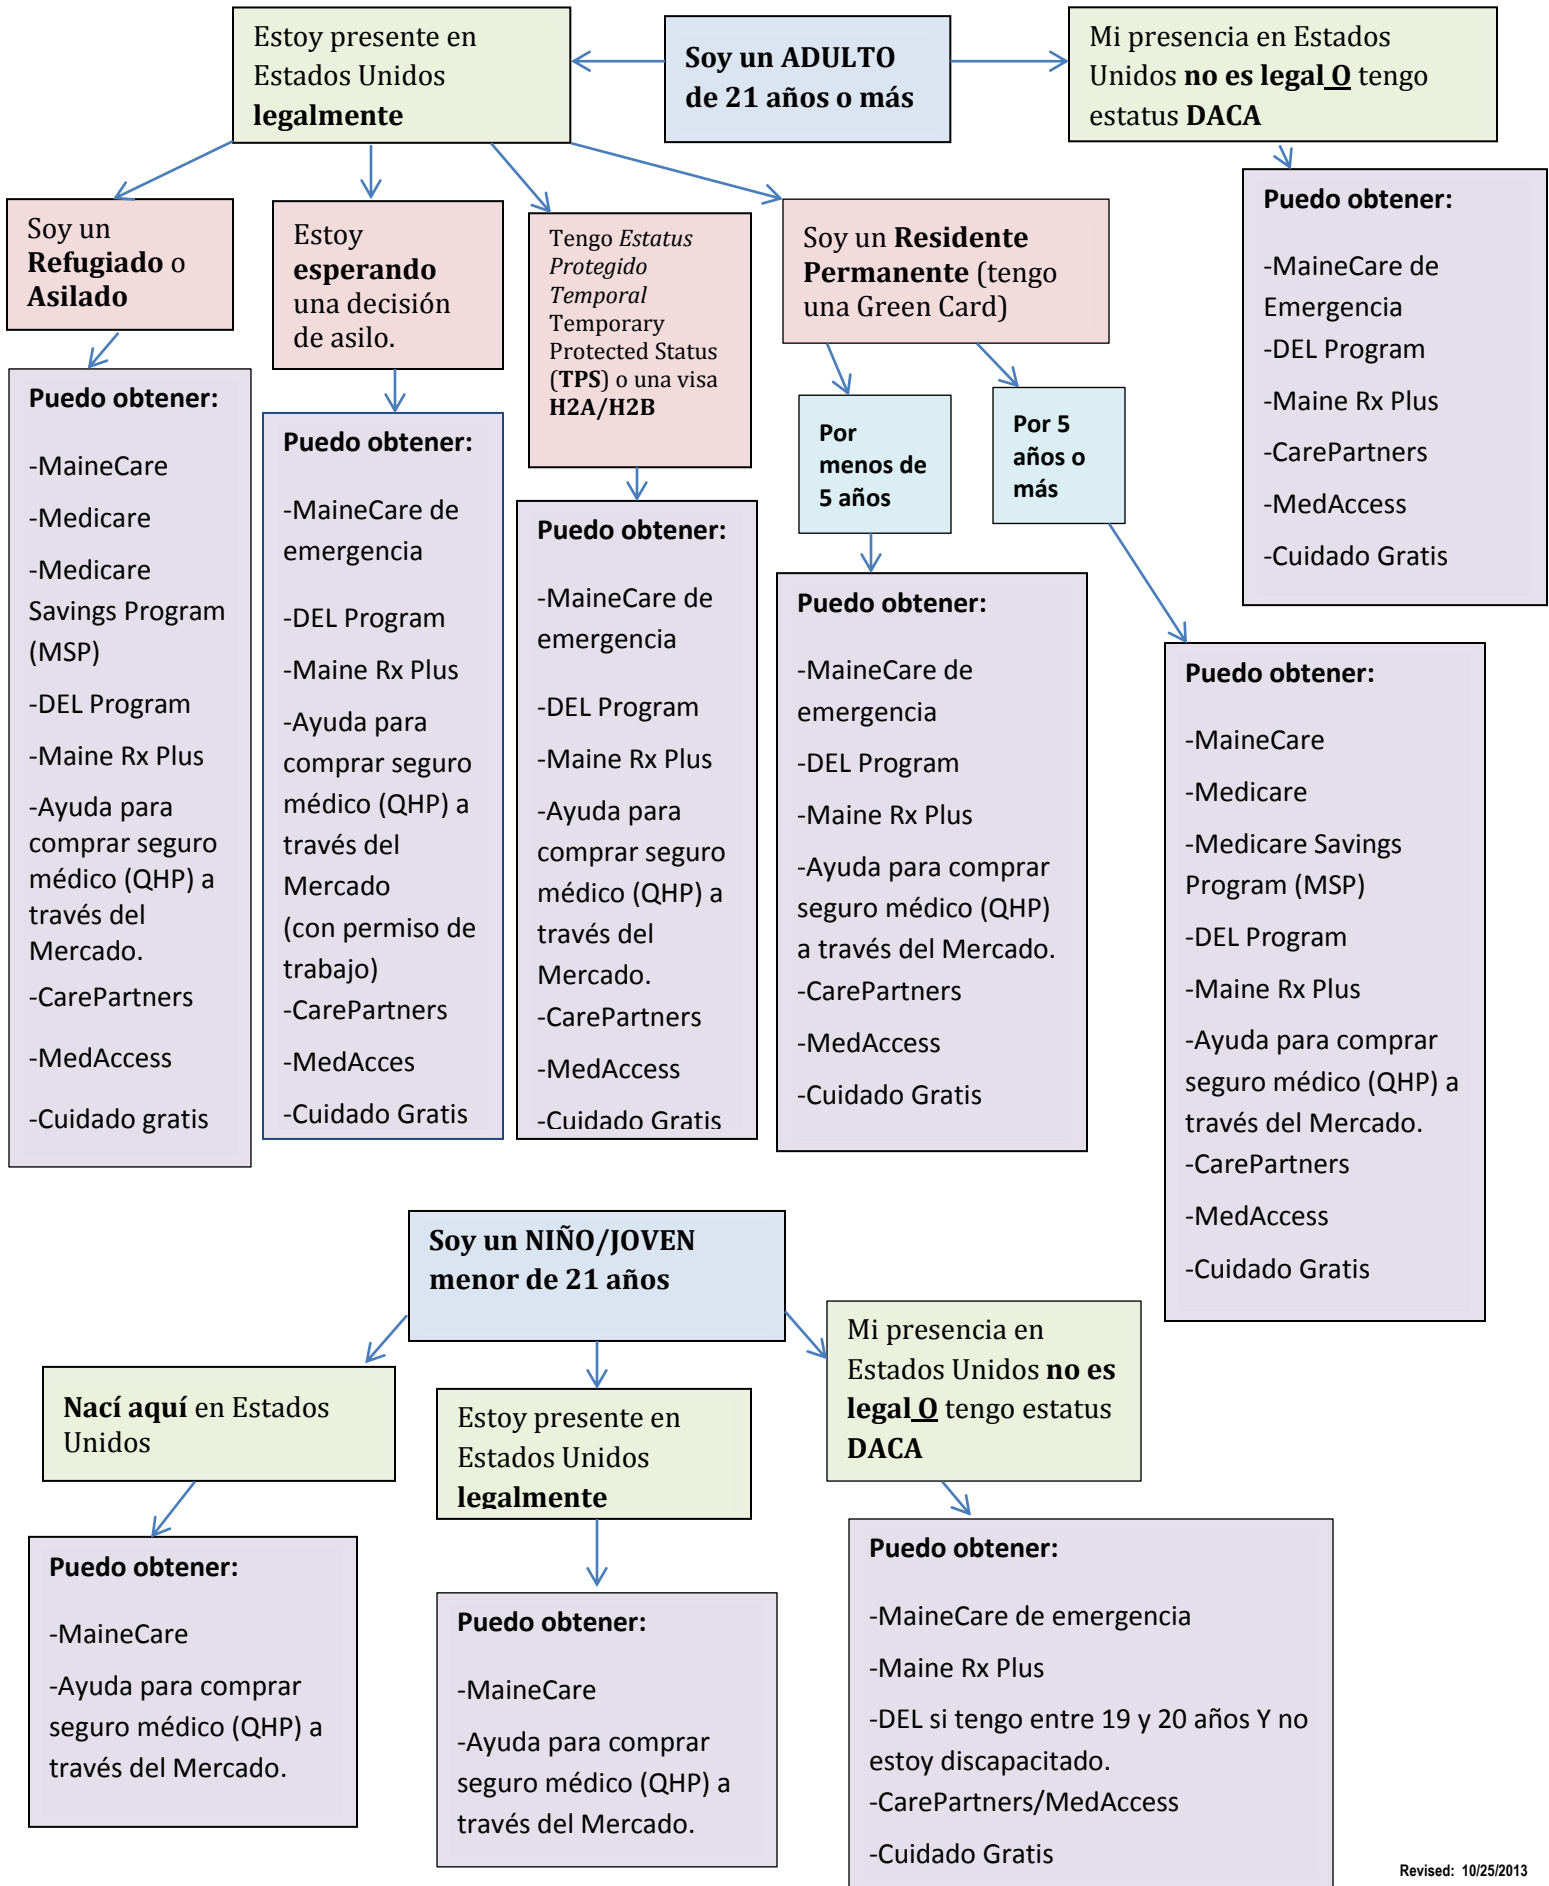 Estoy presente en
Estados Unidos
legalmente
Soy un ADULTO
de 21 años o más
Mi presencia en Estados
Unidos no es legal O tengo
estatus DACA
Soy un
Refugiado o
Asilado
Estoy
esperando
una decisión
de asilo.
Tengo Estatus
Protegido
Temporal
Temporary
Protected Status
(TPS) o una visa
H2A/H2B
Soy un Residente
Permanente (tengo
una Green Card)
Por
menos de
5 años
Por 5
años o
más
Puedo obtener:
-MaineCare de
Emergencia
-DEL Program
-Maine Rx Plus
-CarePartners
-MedAccess
-Cuidado Gratis
Puedo obtener:
-MaineCare
-Medicare
-Medicare
Savings Program
(MSP)
-DEL Program
-Maine Rx Plus
-Ayuda para
comprar seguro
médico (QHP) a
través del
Mercado.
-CarePartners
-MedAccess
-Cuidado gratis
Puedo obtener:
-MaineCare de
emergencia
-DEL Program
-Maine Rx Plus
-Ayuda para
comprar seguro
médico (QHP) a
través del
Mercado
(con permiso de
trabajo)
-CarePartners
-MedAcces
-Cuidado Gratis
Puedo obtener:
-MaineCare de
emergencia
-DEL Program
-Maine Rx Plus
-Ayuda para
comprar seguro
médico (QHP) a
través del
Mercado.
-CarePartners
-MedAccess
-Cuidado Gratis
Puedo obtener:
-MaineCare de
emergencia
-DEL Program
-Maine Rx Plus
-Ayuda para comprar
seguro médico (QHP)
a través del Mercado.
-CarePartners
-MedAccess
-Cuidado Gratis
Puedo obtener:
-MaineCare
-Medicare
-Medicare Savings
Program (MSP)
-DEL Program
-Maine Rx Plus
-Ayuda para comprar
seguro médico (QHP) a
través del Mercado.
-CarePartners
-MedAccess
-Cuidado Gratis
Soy un NIÑO/JOVEN
menor de 21 años
Nací aquí en Estados
Unidos
Estoy presente en
Estados Unidos
legalmente
Mi presencia en
Estados Unidos no es
legal O tengo estatus
DACA
Puedo obtener:
-MaineCare
-Ayuda para comprar
seguro médico (QHP) a
través del Mercado.
Puedo obtener:
-MaineCare
-Ayuda para comprar
seguro médico (QHP) a
través del Mercado.
Puedo obtener:
-MaineCare de emergencia
-Maine Rx Plus
-DEL si tengo entre 19 y 20 años Y no
estoy discapacitado.
-CarePartners/MedAccess
-Cuidado Gratis
Revised: 10/25/2013